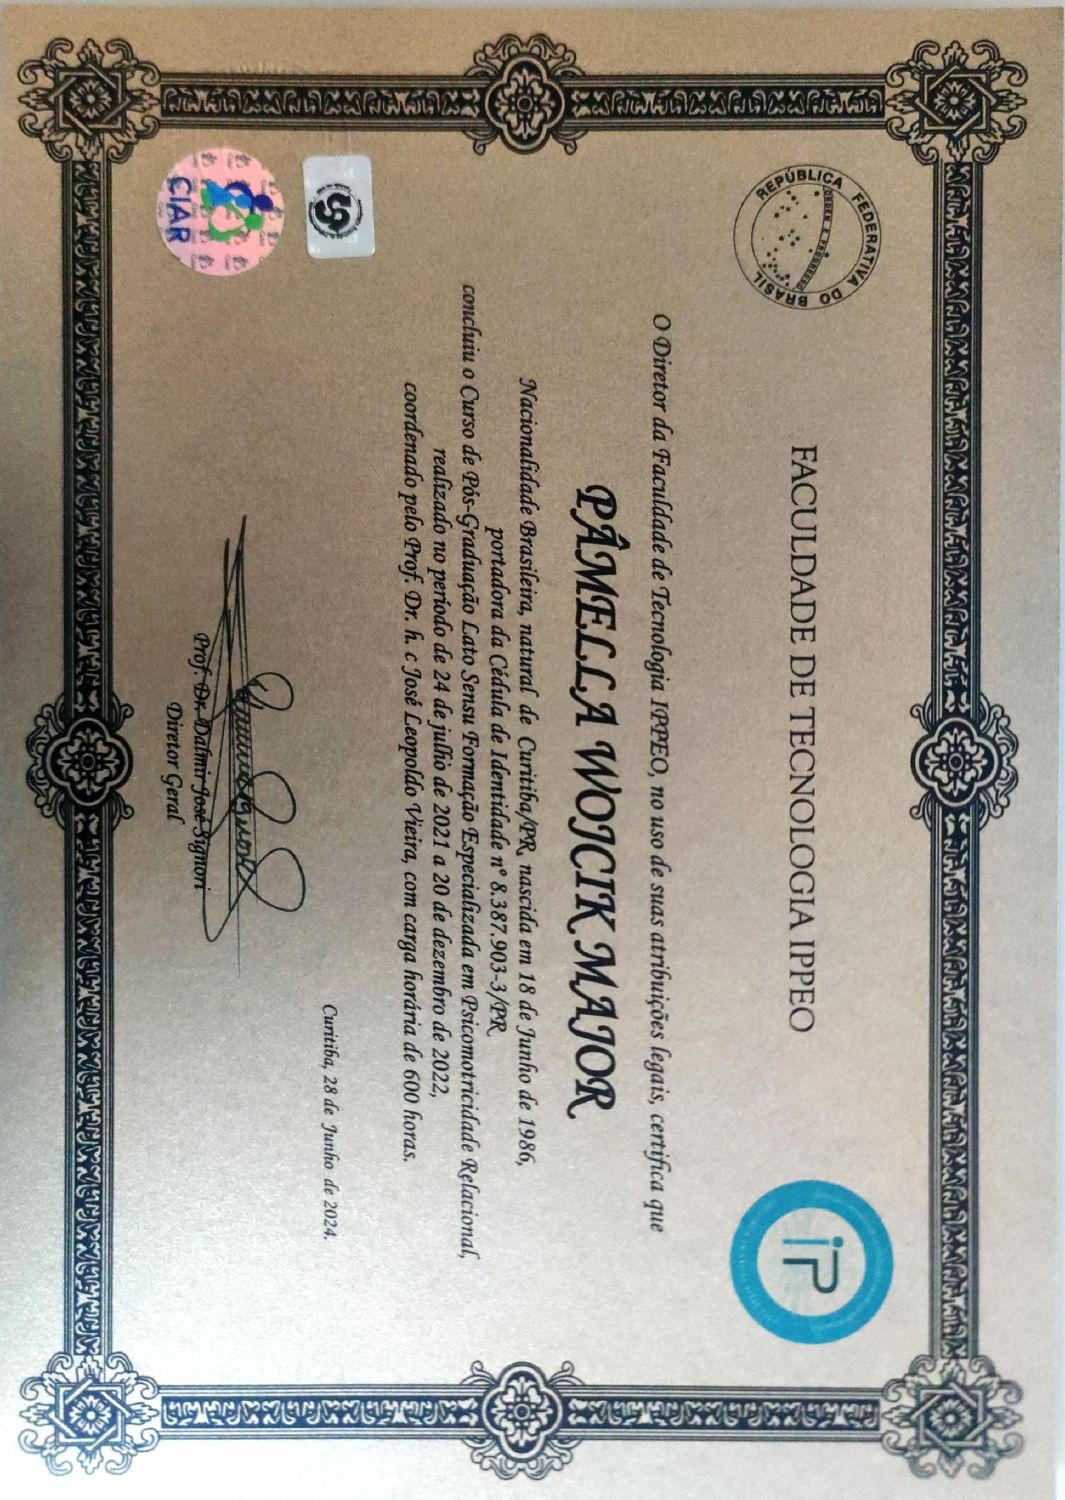 REPÚBLICA FEDERATIVA DO BRASIL
ORDEM E PROGRESSO
FACULDADE DE TECNOLOGIA IPPEO
iP
O Diretor da Faculdade de Tecnologia IPPEO, no uso de suas atribuições legais, certifica que
PÂMELLA WOJCIK MAJOR
Nacionalidade Brasileira, natural de Curitiba/PR, nascida em 18 de Junho de 1986,
portadora da Cédula de Identidade nº 8.387.903-3/PR
concluiu o Curso de Pós-Graduação Lato Sensu Formação Especializada em Psicomotricidade Relacional,
realizado no período de 24 de julho de 2021 a 20 de dezembro de 2022,
coordenado pelo Prof. Dr. h. c José Leopoldo Vieira, com carga horária de 600 horas.
Curitiba, 28 de Junho de 2024.
CIAR
Prof. Dr. Dalmir José Signori
Diretor Geral